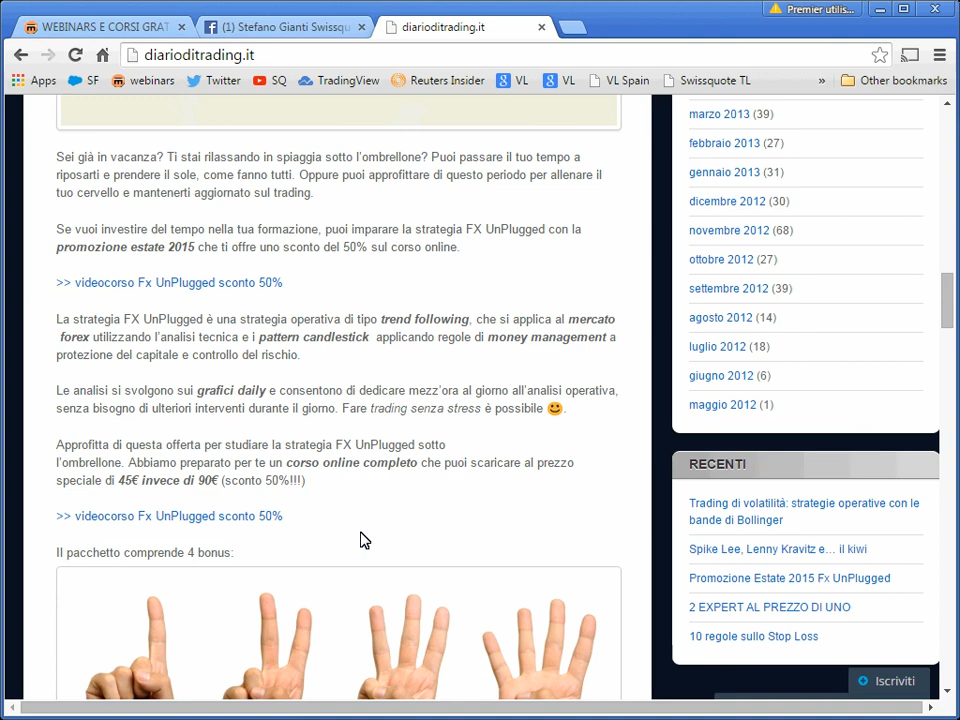 Premier utilis...
WEBINARS E CORSI GRAT
(1) Stefano Gianti Swissqu
diarioditrading.it
diarioditrading.it
Apps SF webinars Twitter SQ TradingView Reuters Insider VL VL VL Spain Swissquote TL » Other bookmarks
Sei già in vacanza? Ti stai rilassando in spiaggia sotto l'ombrellone? Puoi passare il tuo tempo a
riposarti e prendere il sole, come fanno tutti. Oppure puoi approfittare di questo periodo per allenare il
tuo cervello e mantenerti aggiornato sul trading.
Se vuoi investire del tempo nella tua formazione, puoi imparare la strategia FX UnPlugged con la
promozione estate 2015 che ti offre uno sconto del 50% sul corso online.
>> videocorso Fx UnPlugged sconto 50%
La strategia FX UnPlugged è una strategia operativa di tipo trend following, che si applica al mercato
forex utilizzando l'analisi tecnica e i pattern candlestick applicando regole di money management a
protezione del capitale e controllo del rischio.
Le analisi si svolgono sui grafici daily e consentono di dedicare mezz'ora al giorno all'analisi operativa,
senza bisogno di ulteriori interventi durante il giorno. Fare trading senza stress è possibile 😀.
Approfitta di questa offerta per studiare la strategia FX UnPlugged sotto
l'ombrellone. Abbiamo preparato per te un corso online completo che puoi scaricare al prezzo
speciale di 45€ invece di 90€ (sconto 50%!!!)
>> videocorso Fx UnPlugged sconto 50%
Il pacchetto comprende 4 bonus:
marzo 2013 (39)
febbraio 2013 (27)
gennaio 2013 (31)
dicembre 2012 (30)
novembre 2012 (68)
ottobre 2012 (27)
settembre 2012 (39)
agosto 2012 (14)
luglio 2012 (18)
giugno 2012 (6)
maggio 2012 (1)
RECENTI
Trading di volatilità: strategie operative con le
bande di Bollinger
Spike Lee, Lenny Kravitz e... il kiwi
Promozione Estate 2015 Fx UnPlugged
2 EXPERT AL PREZZO DI UNO
10 regole sullo Stop Loss
Iscriviti